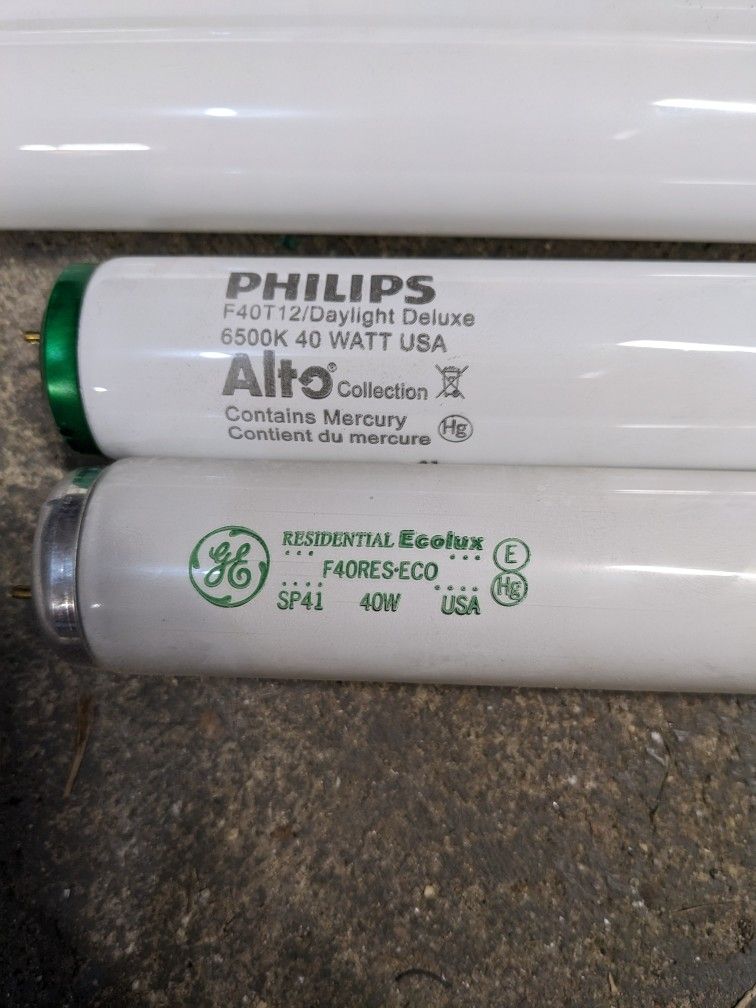 PHILIPS
F40T12/Daylight Deluxe
6500K 40 WATT USA
Alto® Collection
Contains Mercury
Contient du mercure Hg
GE RESIDENTIAL Ecolux E
F40RES·ECO Hg
SP41 40W USA